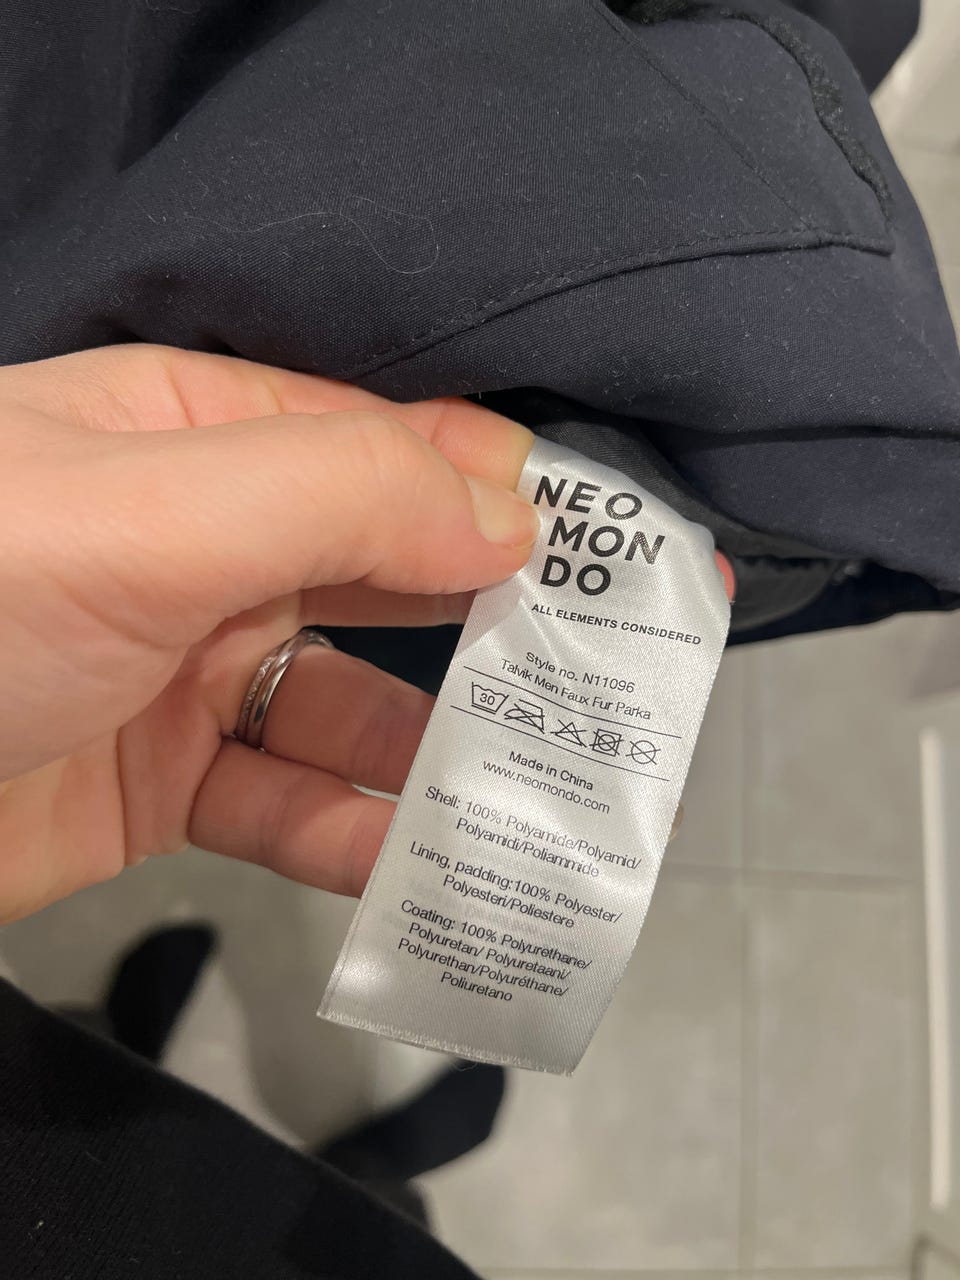 NEO
MON
DO
ALL ELEMENTS CONSIDERED
Style no. N11096
Talvik Men Faux Fur Parka
30
Made in China
www.neomondo.com
Shell: 100% Polyamide/Polyamid/
Polyamidi/Poliammide
Lining, padding:100% Polyester/
Polyesteri/Poliestere
Coating: 100% Polyurethane/
Polyuretan/ Polyuretaani/
Polyurethan/Polyuréthane/
Poliuretano